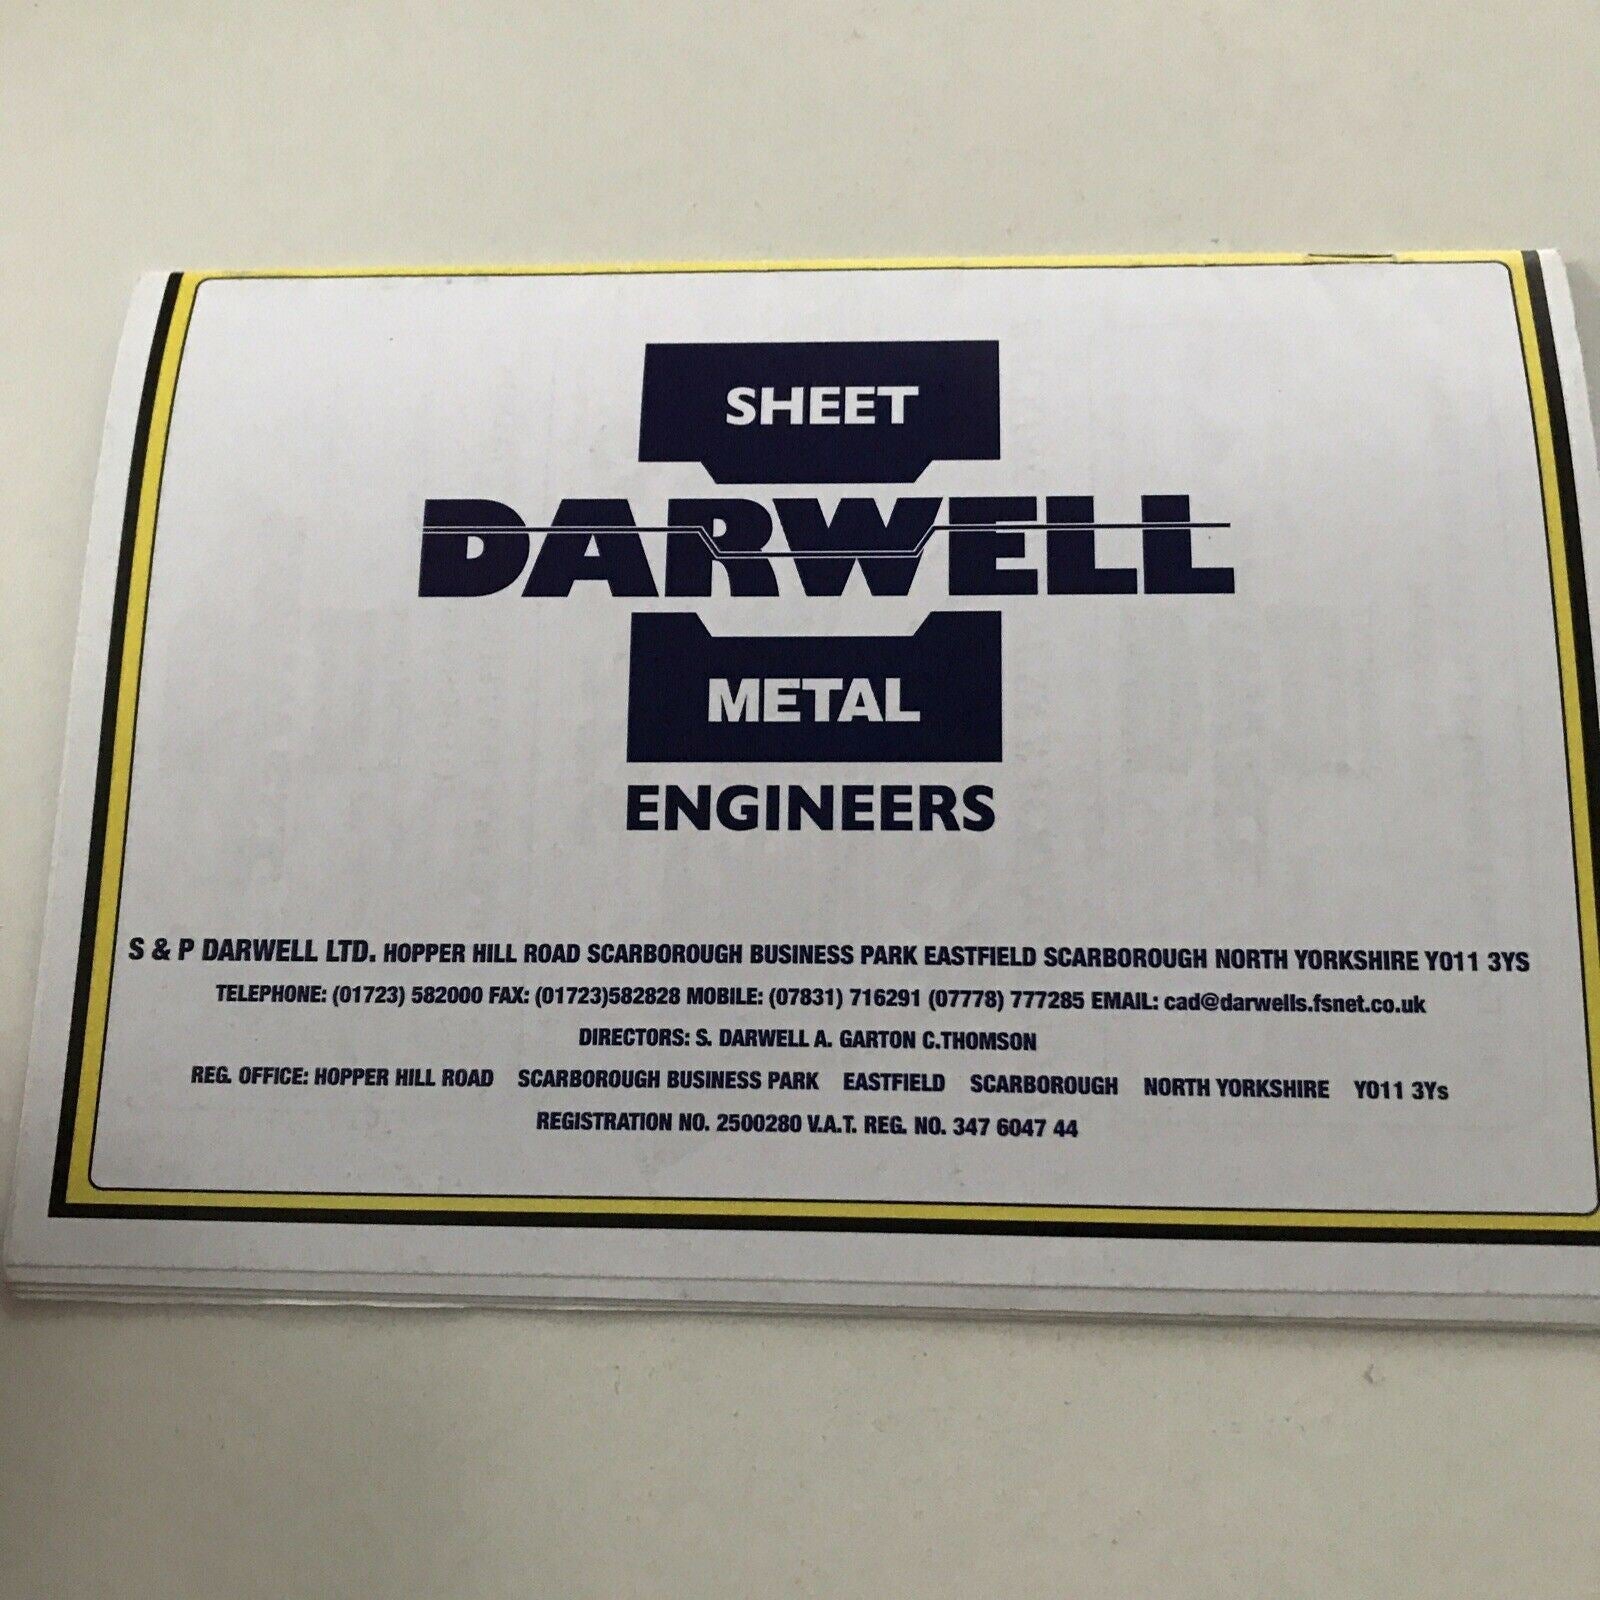 SHEET
DARWELL
METAL
ENGINEERS
S & P DARWELL LTD. HOPPER HILL ROAD SCARBOROUGH BUSINESS PARK EASTFIELD SCARBOROUGH NORTH YORKSHIRE YO11 3YS
TELEPHONE: (01723) 582000 FAX: (01723)582828 MOBILE: (07831) 716291 (07778) 777285 EMAIL: cad@darwells.fsnet.co.uk
DIRECTORS: S. DARWELL A. GARTON C.THOMSON
REG. OFFICE: HOPPER HILL ROAD SCARBOROUGH BUSINESS PARK EASTFIELD SCARBOROUGH NORTH YORKSHIRE YO11 3Ys
REGISTRATION NO. 2500280 V.A.T. REG. NO. 347 6047 44